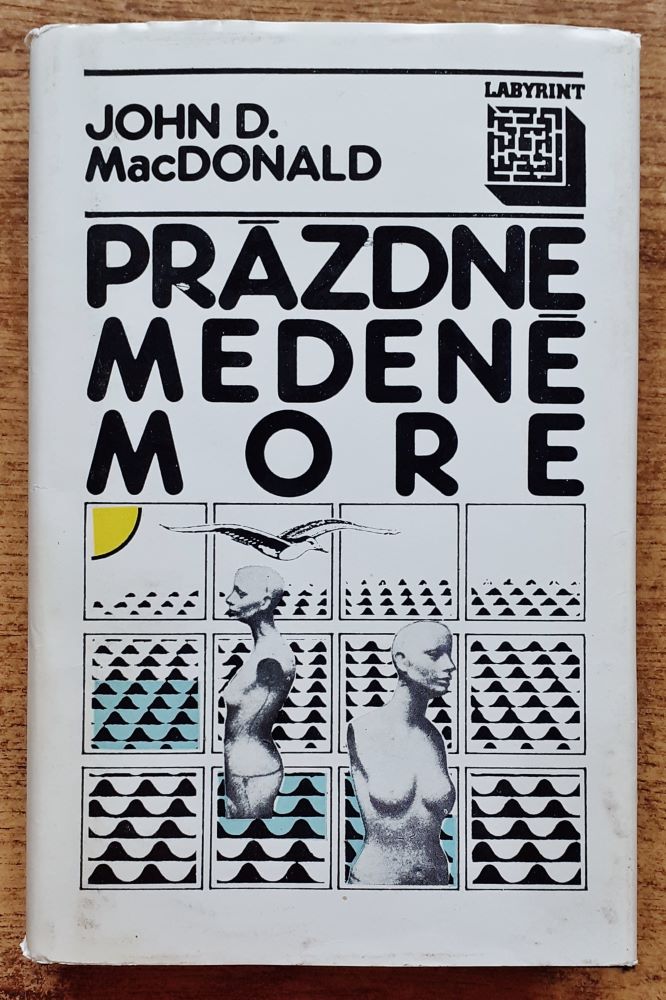 LABYRINT
JOHN D.
MacDONALD
PRÁZDNE
MEDENÉ
MORE